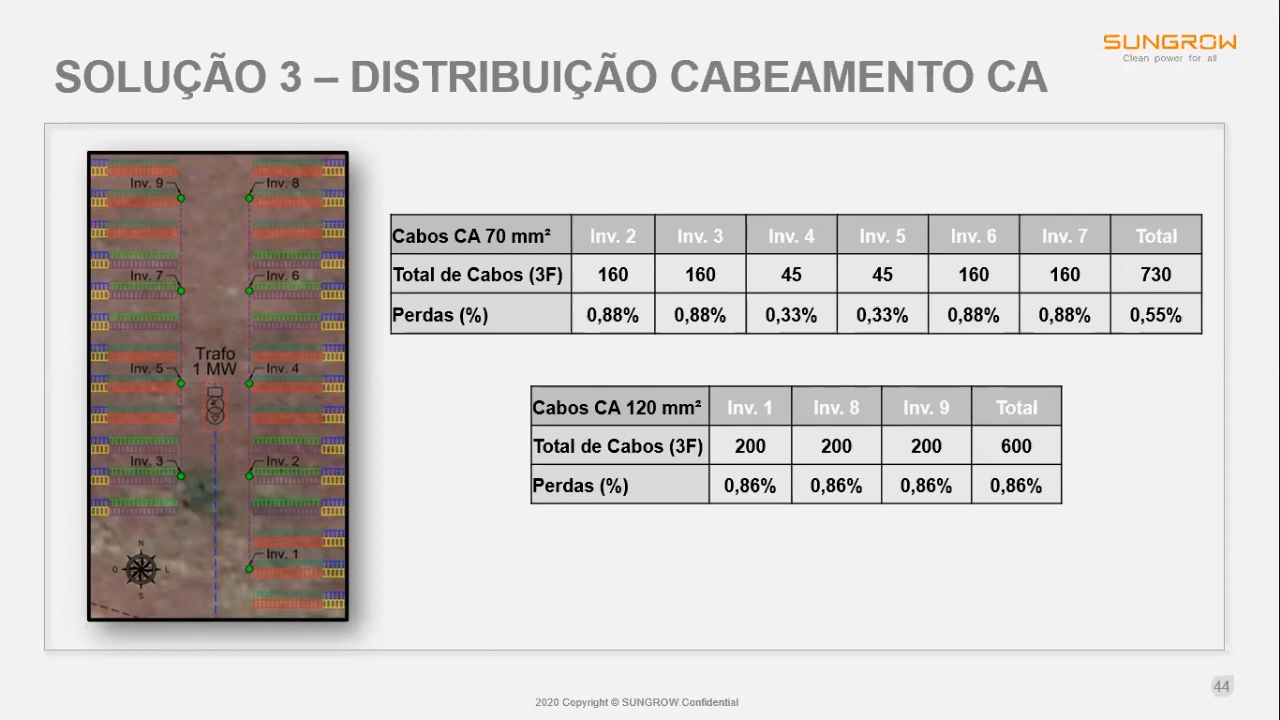 SUNGROW
Clean power for all
SOLUÇÃO 3 – DISTRIBUIÇÃO CABEAMENTO CA
Inv. 9 Inv. 8
Inv. 7 Inv. 6
Trafo
1 MW
Inv. 5 Inv. 4
Inv. 3 Inv. 2
Inv. 1
N
O L
S
Cabos CA 70 mm² Inv. 2 Inv. 3 Inv. 4 Inv. 5 Inv. 6 Inv. 7 Total
Total de Cabos (3F) 160 160 45 45 160 160 730
Perdas (%) 0,88% 0,88% 0,33% 0,33% 0,88% 0,88% 0,55%
Cabos CA 120 mm² Inv. 1 Inv. 8 Inv. 9 Total
Total de Cabos (3F) 200 200 200 600
Perdas (%) 0,86% 0,86% 0,86% 0,86%
2020 Copyright © SUNGROW Confidential
44